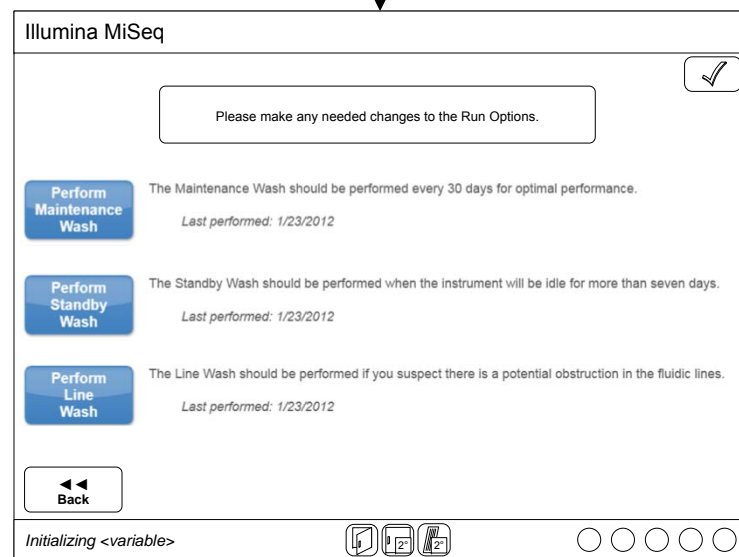 Illumina MiSeq
Please make any needed changes to the Run Options.
Perform
Maintenance
Wash
The Maintenance Wash should be performed every 30 days for optimal performance.
Last performed: 1/23/2012
Perform
Standby
Wash
The Standby Wash should be performed when the instrument will be idle for more than seven days.
Last performed: 1/23/2012
Perform
Line
Wash
The Line Wash should be performed if you suspect there is a potential obstruction in the fluidic lines.
Last performed: 1/23/2012
Back
Initializing <variable>
2° 2°